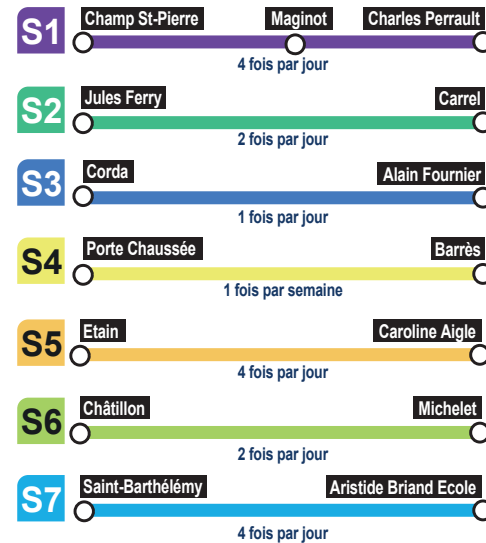 S1 Champ St-Pierre Maginot Charles Perrault
4 fois par jour
S2 Jules Ferry Carrel
2 fois par jour
S3 Corda Alain Fournier
1 fois par jour
S4 Porte Chaussée Barrès
1 fois par semaine
S5 Etain Caroline Aigle
4 fois par jour
S6 Châtillon Michelet
2 fois par jour
S7 Saint-Barthélémy Aristide Briand Ecole
4 fois par jour